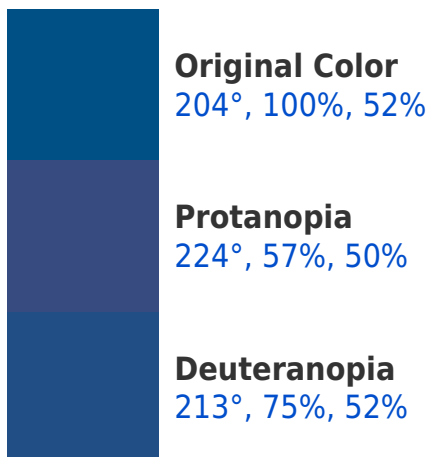 Original Color
204°, 100%, 52%
Protanopia
224°, 57%, 50%
Deuteranopia
213°, 75%, 52%